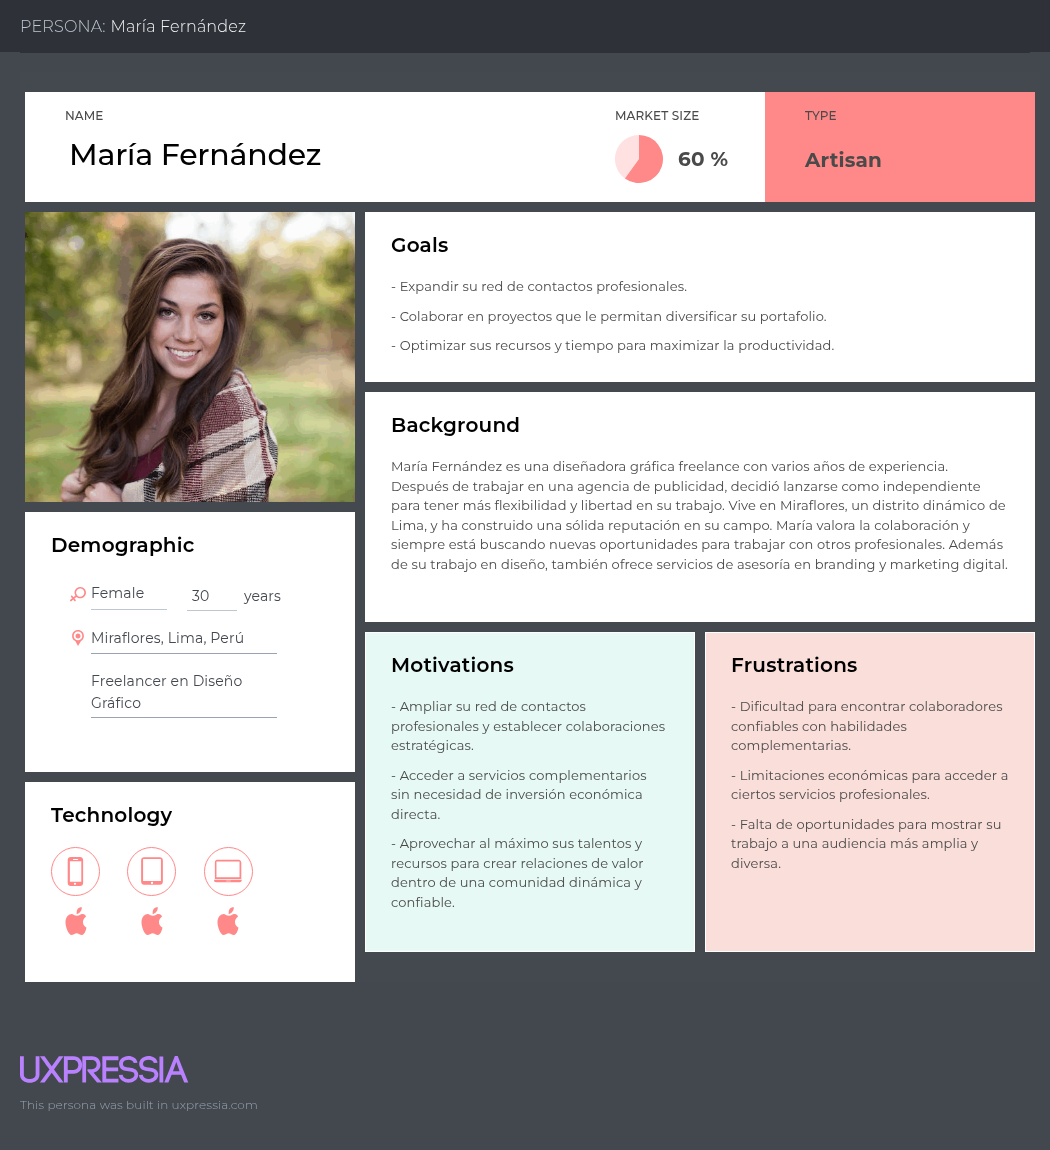 PERSONA: María Fernández
NAME
María Fernández
MARKET SIZE
60 %
TYPE
Artisan
Goals
- Expandir su red de contactos profesionales.
- Colaborar en proyectos que le permitan diversificar su portafolio.
- Optimizar sus recursos y tiempo para maximizar la productividad.
Background
María Fernández es una diseñadora gráfica freelance con varios años de experiencia.
Después de trabajar en una agencia de publicidad, decidió lanzarse como independiente
para tener más flexibilidad y libertad en su trabajo. Vive en Miraflores, un distrito dinámico de
Lima, y ha construido una sólida reputación en su campo. María valora la colaboración y
siempre está buscando nuevas oportunidades para trabajar con otros profesionales. Además
de su trabajo en diseño, también ofrece servicios de asesoría en branding y marketing digital.
Demographic
Female
30 years
Miraflores, Lima, Perú
Freelancer en Diseño
Gráfico
Technology
Motivations
- Ampliar su red de contactos
profesionales y establecer colaboraciones
estratégicas.
- Acceder a servicios complementarios
sin necesidad de inversión económica
directa.
- Aprovechar al máximo sus talentos y
recursos para crear relaciones de valor
dentro de una comunidad dinámica y
confiable.
Frustrations
- Dificultad para encontrar colaboradores
confiables con habilidades
complementarias.
- Limitaciones económicas para acceder a
ciertos servicios profesionales.
- Falta de oportunidades para mostrar su
trabajo a una audiencia más amplia y
diversa.
UXPRESSIA
This persona was built in uxpressia.com